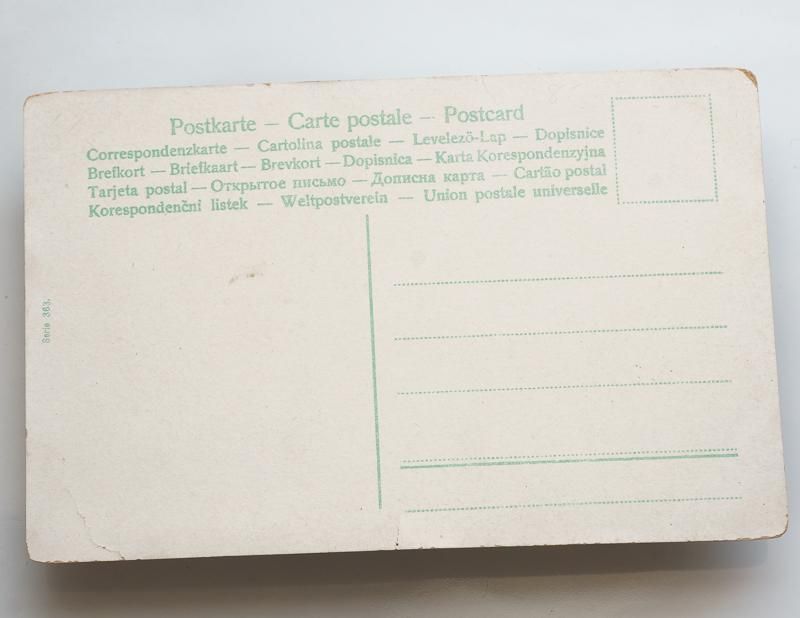 Postkarte — Carte postale — Postcard
Correspondenzkarte — Cartolina postale — Levelező-Lap — Dopisnice
Brefkort — Briefkaart — Brevkort — Dopisnica — Karta Korespondenzyjna
Tarjeta postal — Открытое письмо — Дописна карта — Cartão postal
Korespondenční listek — Weltpostverein — Union postale universelle
Serie 363.